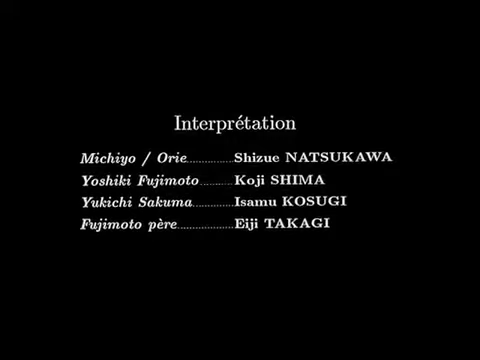 Interprétation
Michiyo / Orie...............Shizue NATSUKAWA
Yoshiki Fujimoto..........Koji SHIMA
Yukichi Sakuma.............Isamu KOSUGI
Fujimoto père..................Eiji TAKAGI